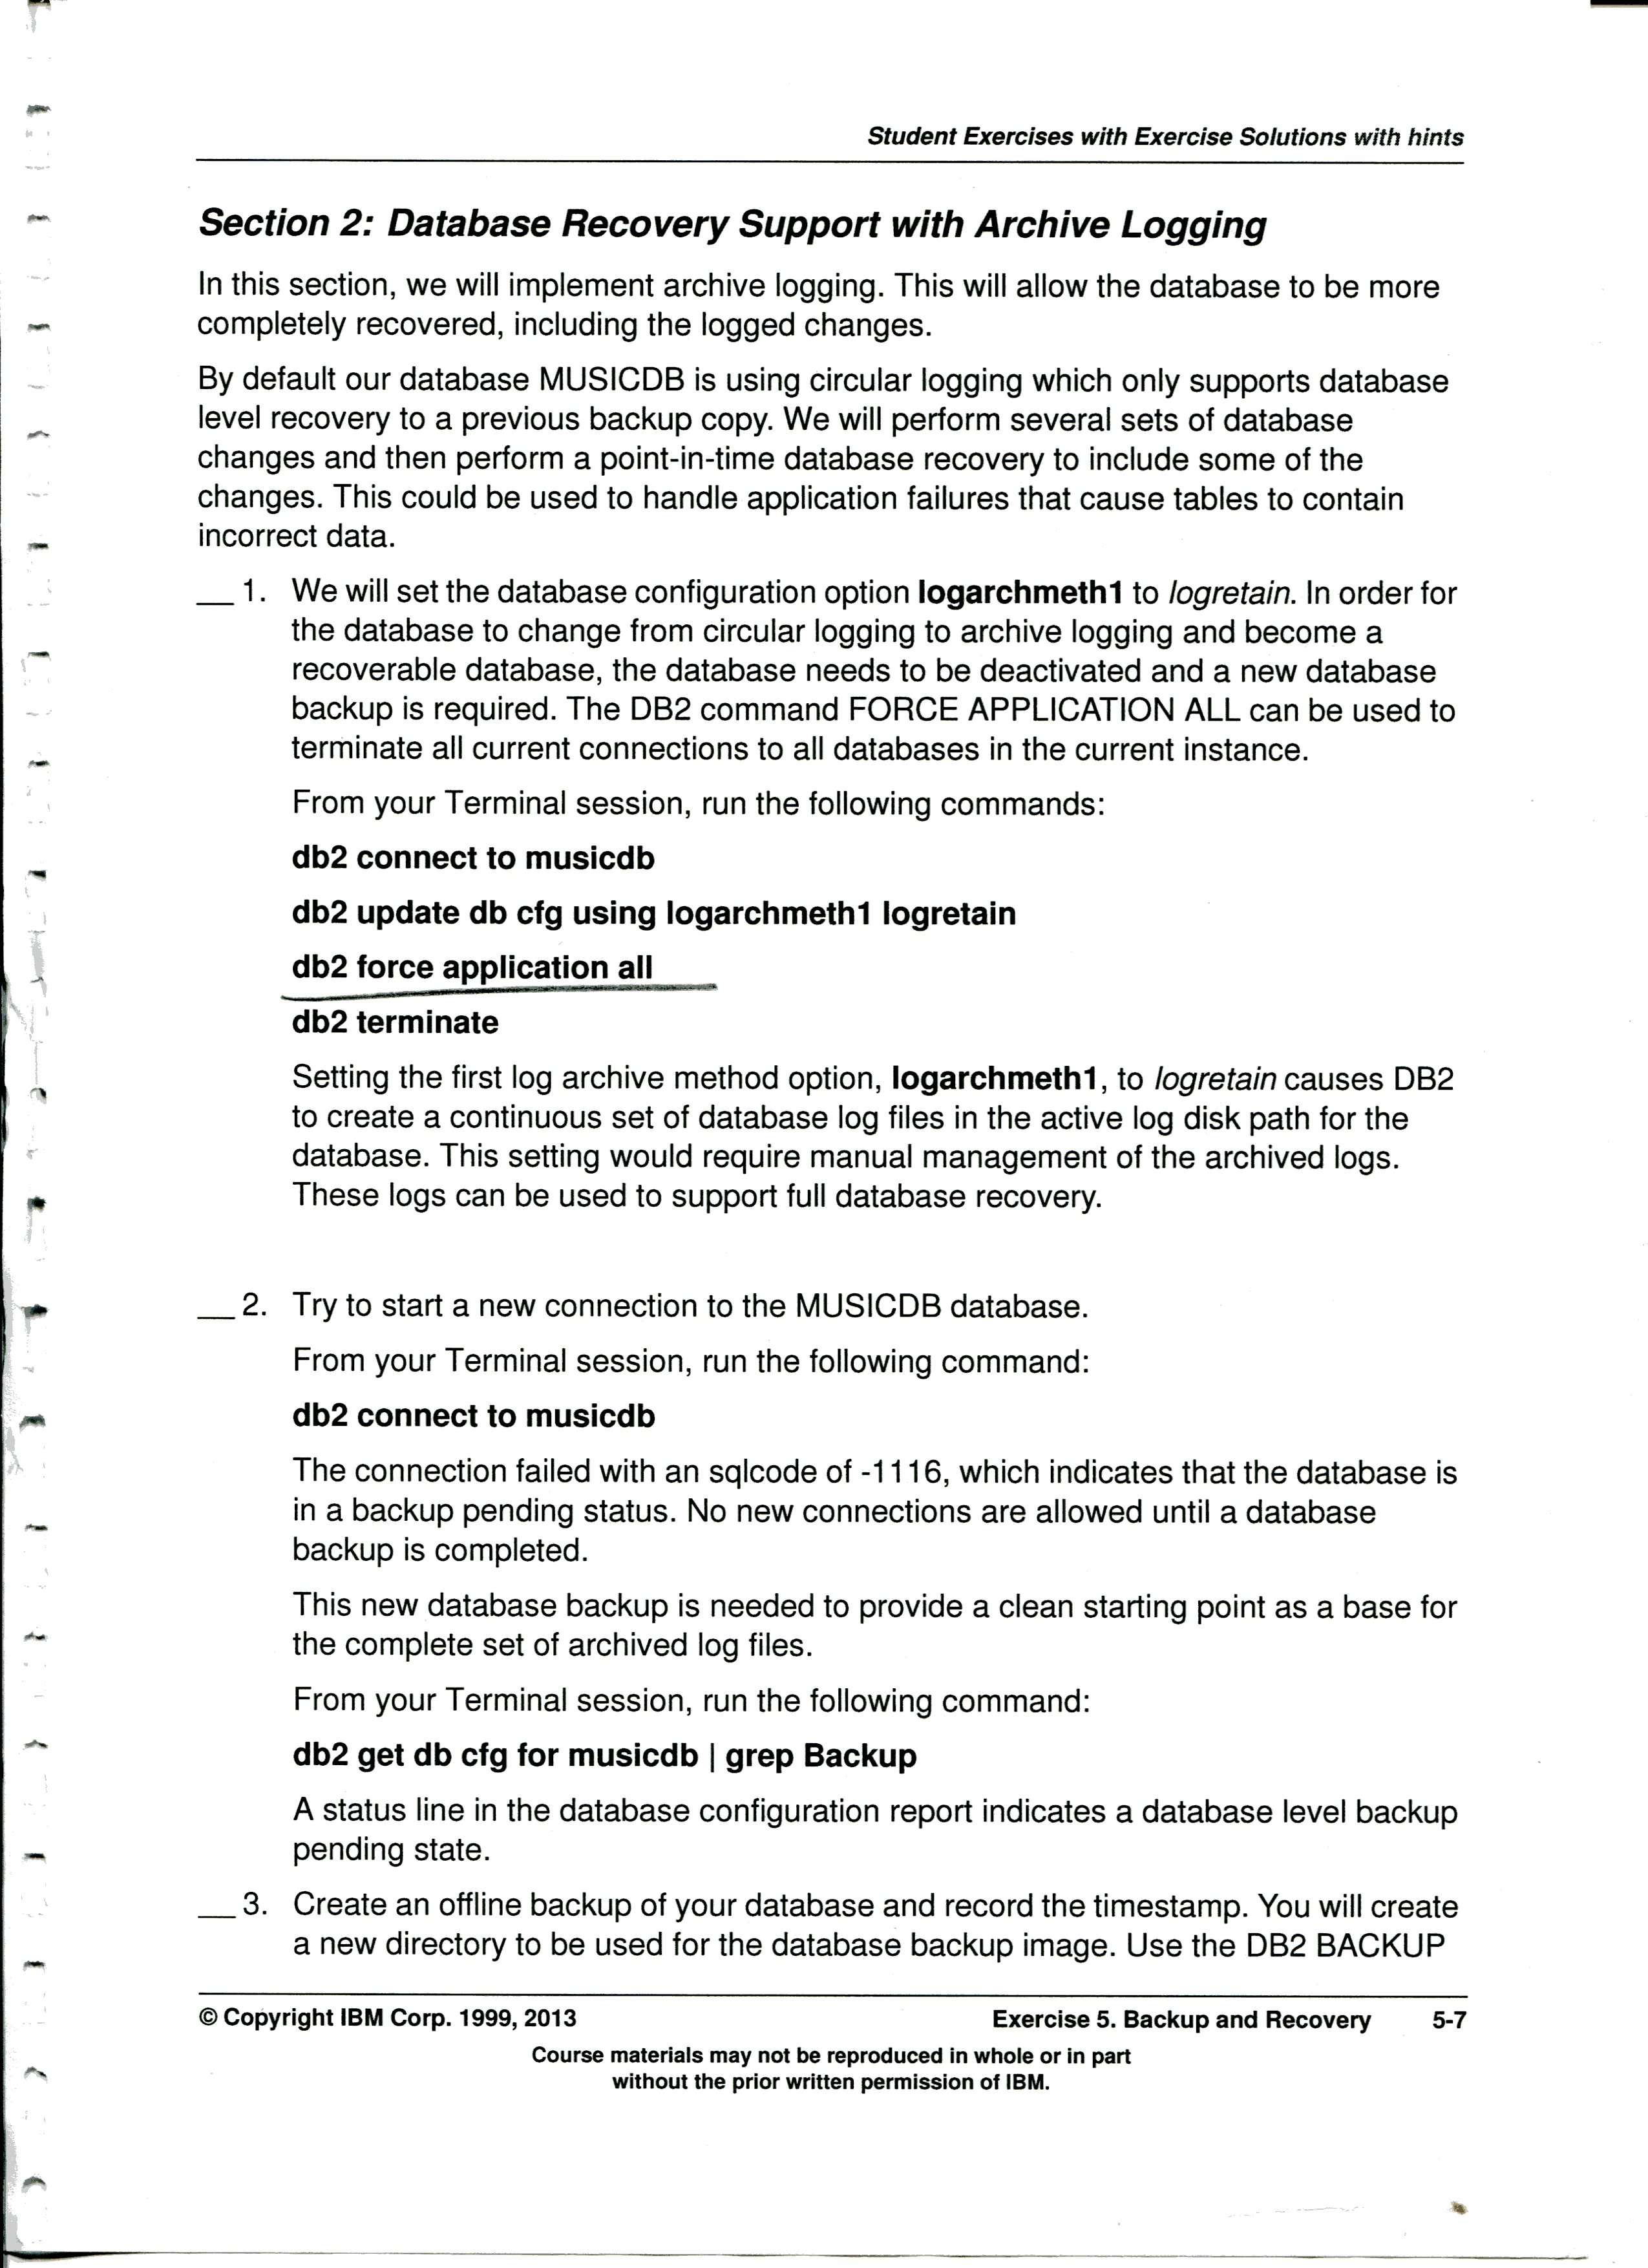 Student Exercises with Exercise Solutions with hints
Section 2: Database Recovery Support with Archive Logging
In this section, we will implement archive logging. This will allow the database to be more
completely recovered, including the logged changes.
By default our database MUSICDB is using circular logging which only supports database
level recovery to a previous backup copy. We will perform several sets of database
changes and then perform a point-in-time database recovery to include some of the
changes. This could be used to handle application failures that cause tables to contain
incorrect data.
__ 1. We will set the database configuration option logarchmeth1 to logretain. In order for
the database to change from circular logging to archive logging and become a
recoverable database, the database needs to be deactivated and a new database
backup is required. The DB2 command FORCE APPLICATION ALL can be used to
terminate all current connections to all databases in the current instance.
From your Terminal session, run the following commands:
db2 connect to musicdb
db2 update db cfg using logarchmeth1 logretain
db2 force application all
db2 terminate
Setting the first log archive method option, logarchmeth1, to logretain causes DB2
to create a continuous set of database log files in the active log disk path for the
database. This setting would require manual management of the archived logs.
These logs can be used to support full database recovery.
__ 2. Try to start a new connection to the MUSICDB database.
From your Terminal session, run the following command:
db2 connect to musicdb
The connection failed with an sqlcode of -1116, which indicates that the database is
in a backup pending status. No new connections are allowed until a database
backup is completed.
This new database backup is needed to provide a clean starting point as a base for
the complete set of archived log files.
From your Terminal session, run the following command:
db2 get db cfg for musicdb | grep Backup
A status line in the database configuration report indicates a database level backup
pending state.
__ 3. Create an offline backup of your database and record the timestamp. You will create
a new directory to be used for the database backup image. Use the DB2 BACKUP
© Copyright IBM Corp. 1999, 2013 Exercise 5. Backup and Recovery 5-7
Course materials may not be reproduced in whole or in part
without the prior written permission of IBM.